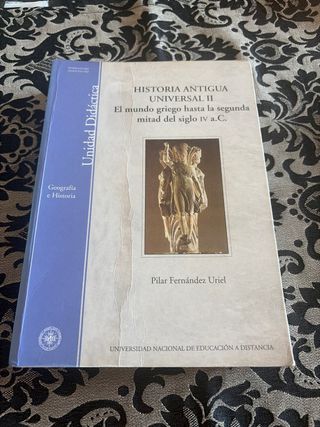 Unidad Didáctica
Geografía
e Historia
HISTORIA ANTIGUA
UNIVERSAL II
El mundo griego hasta la segunda
mitad del siglo IV a.C.
Pilar Fernández Uriel
UNIVERSIDAD NACIONAL DE EDUCACIÓN A DISTANCIA